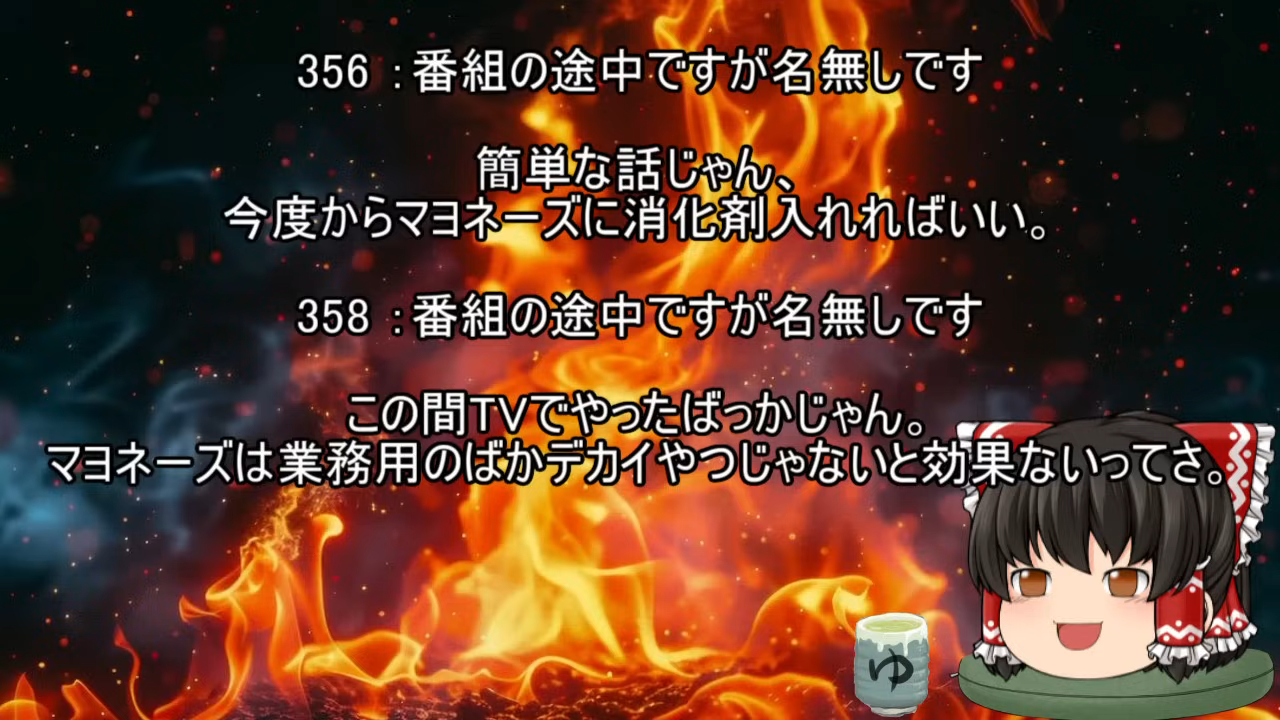 356 :番組の途中ですが名無しです
簡単な話じゃん、
今度からマヨネーズに消化剤入れればいい。
358 :番組の途中ですが名無しです
この間TVでやったばっかじゃん。
マヨネーズは業務用のばかデカイやつじゃないと効果ないってさ。
ゆ